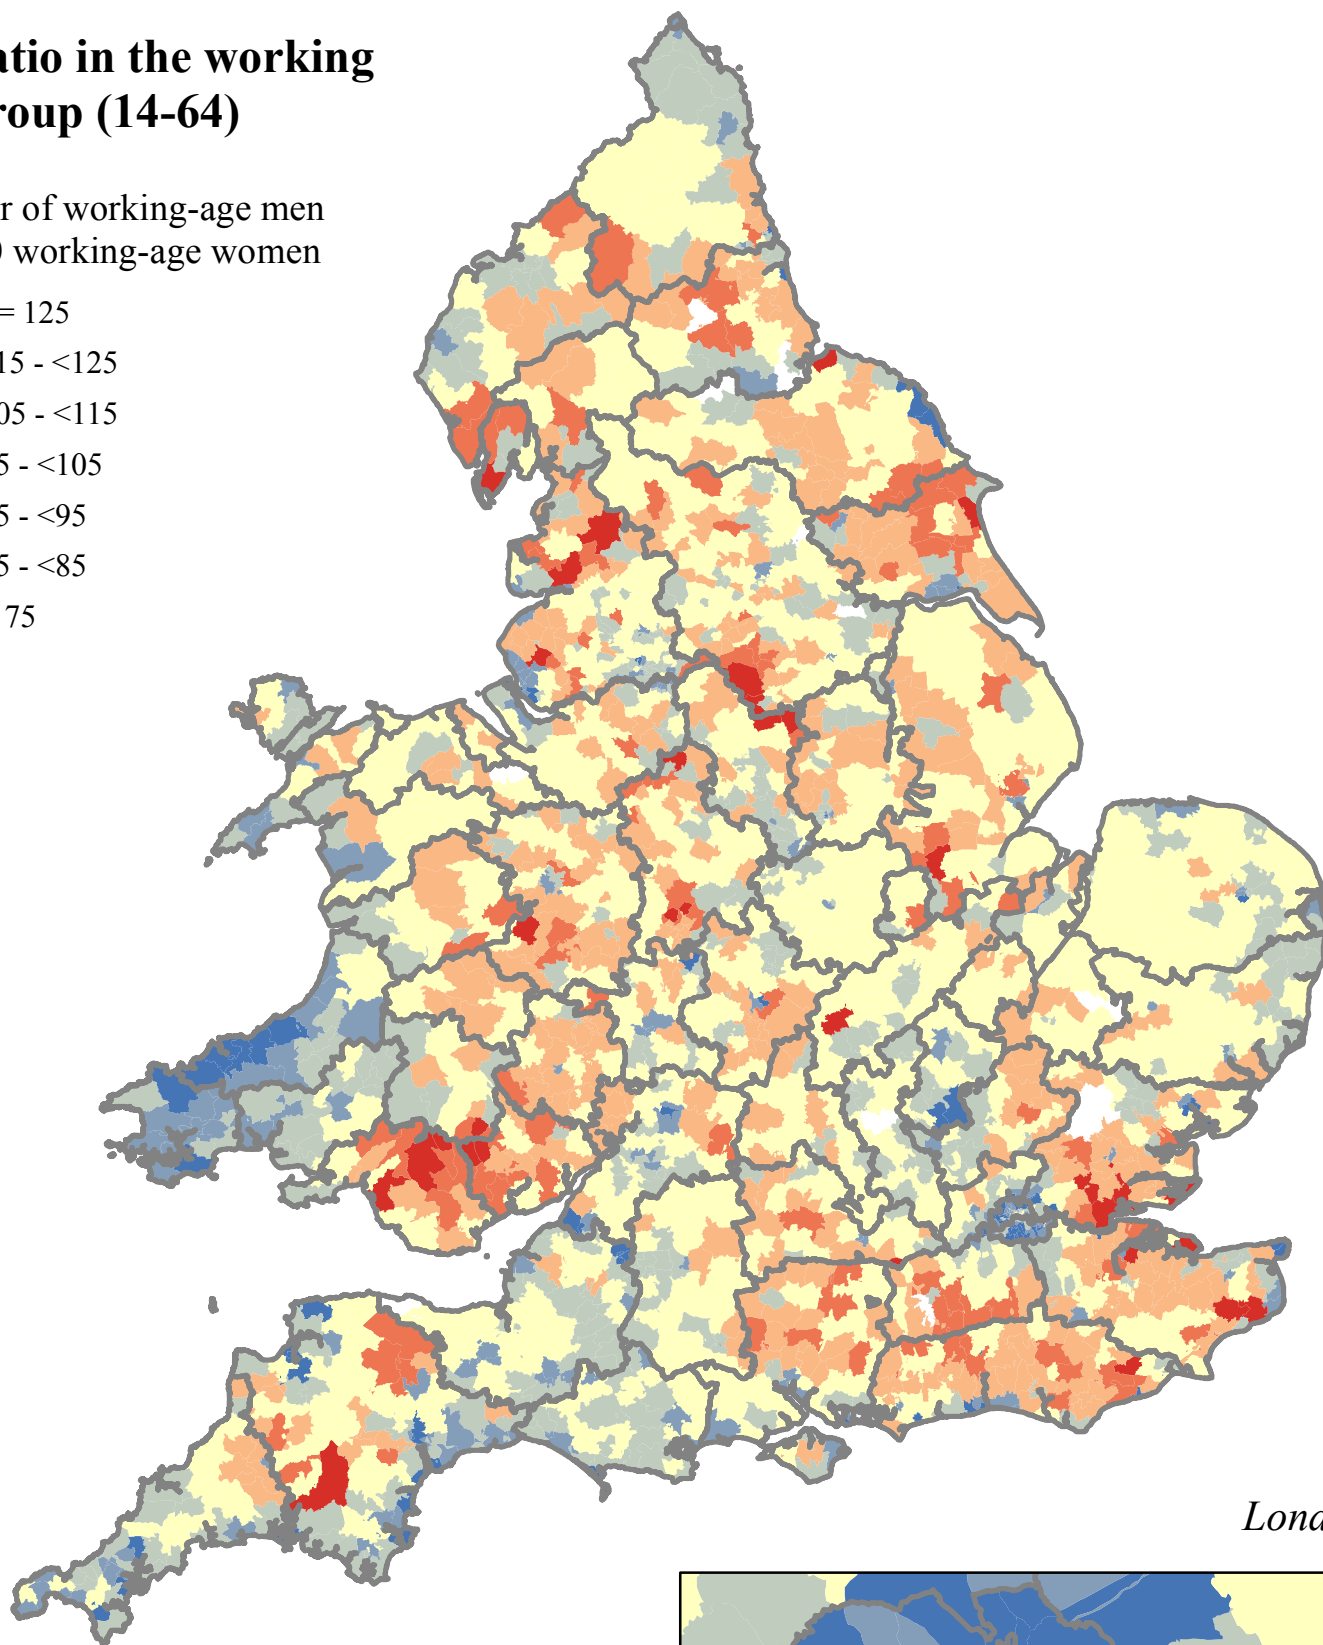 atio in the working
roup (14-64)
r of working-age men
0 working-age women
= 125
15 - <125
05 - <115
5 - <105
5 - <95
5 - <85
75
Lond